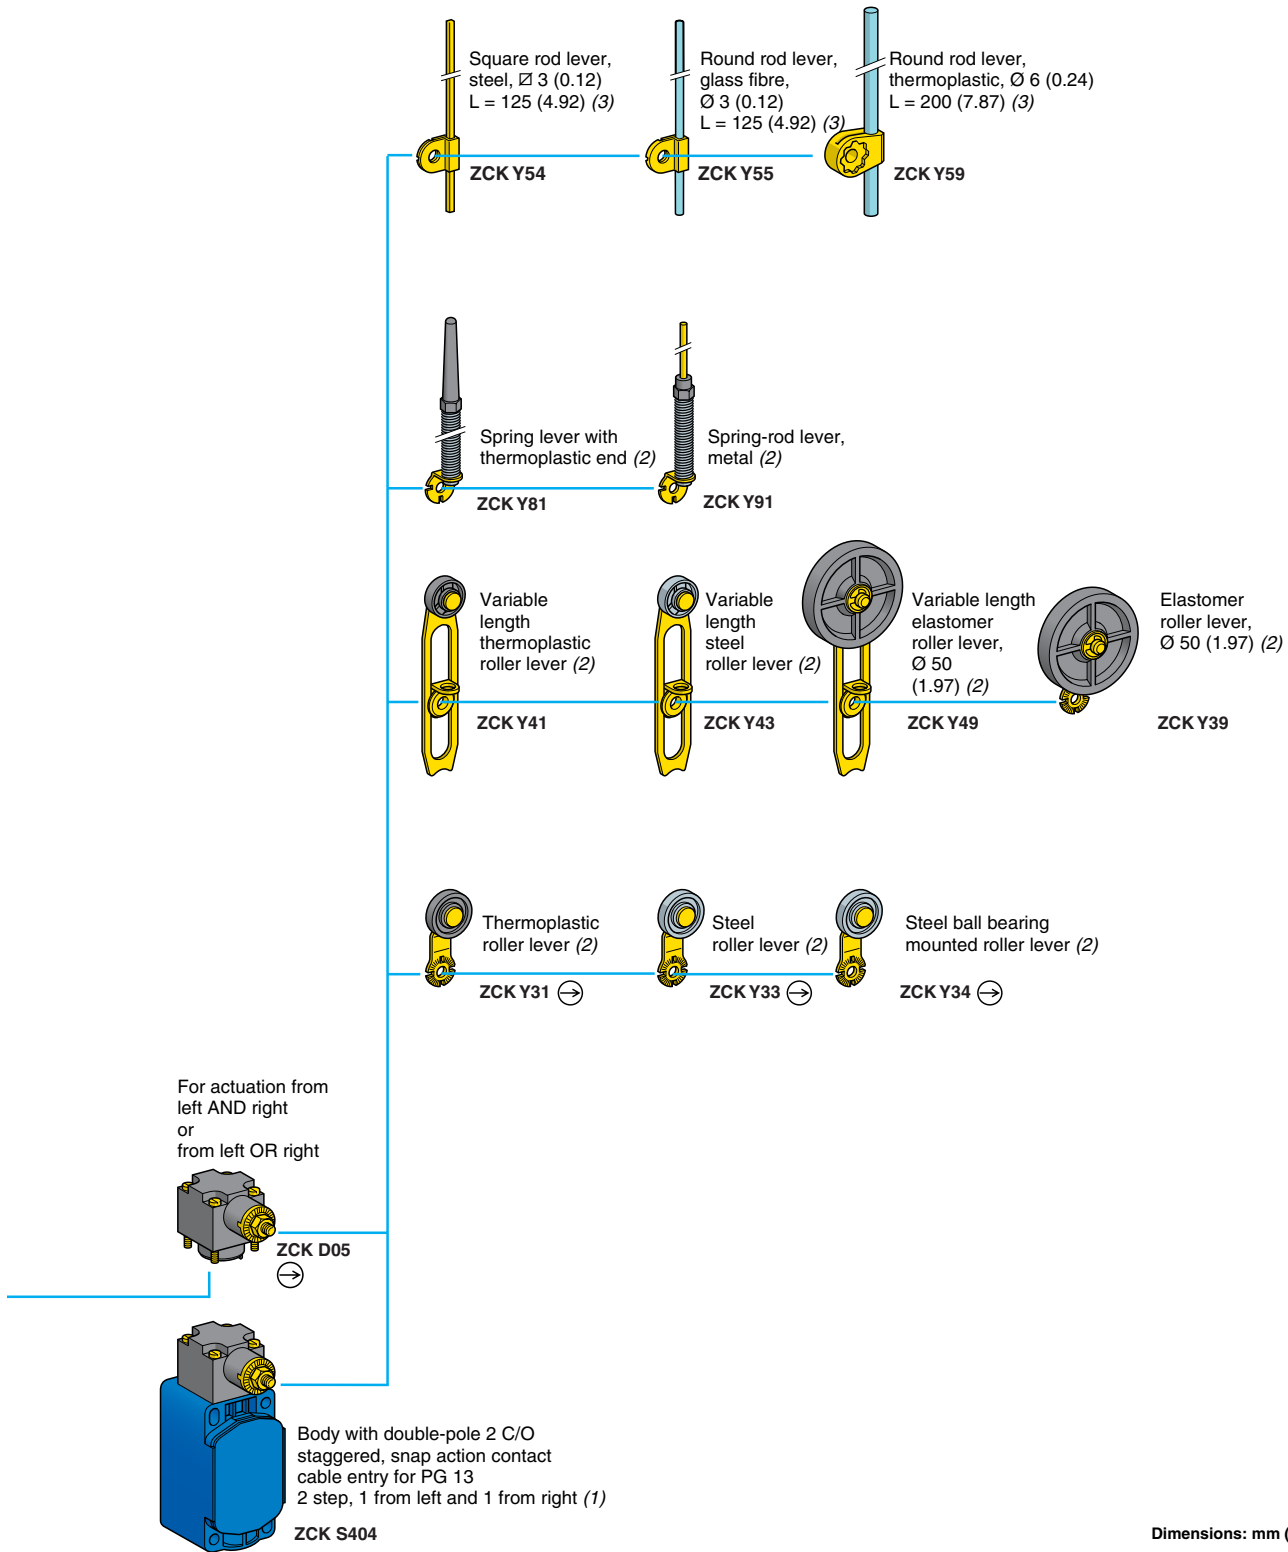 Square rod lever,
steel, ⍁ 3 (0.12)
L = 125 (4.92) (3)
ZCK Y54
Round rod lever,
glass fibre,
Ø 3 (0.12)
L = 125 (4.92) (3)
ZCK Y55
Round rod lever,
thermoplastic, Ø 6 (0.24)
L = 200 (7.87) (3)
ZCK Y59
Spring lever with
thermoplastic end (2)
ZCK Y81
Spring-rod lever,
metal (2)
ZCK Y91
Variable
length
thermoplastic
roller lever (2)
ZCK Y41
Variable
length
steel
roller lever (2)
ZCK Y43
Variable length
elastomer
roller lever,
Ø 50
(1.97) (2)
ZCK Y49
Elastomer
roller lever,
Ø 50 (1.97) (2)
ZCK Y39
Thermoplastic
roller lever (2)
ZCK Y31
Steel
roller lever (2)
ZCK Y33
Steel ball bearing
mounted roller lever (2)
ZCK Y34
For actuation from
left AND right
or
from left OR right
ZCK D05
Body with double-pole 2 C/O
staggered, snap action contact
cable entry for PG 13
2 step, 1 from left and 1 from right (1)
ZCK S404
Dimensions: mm (